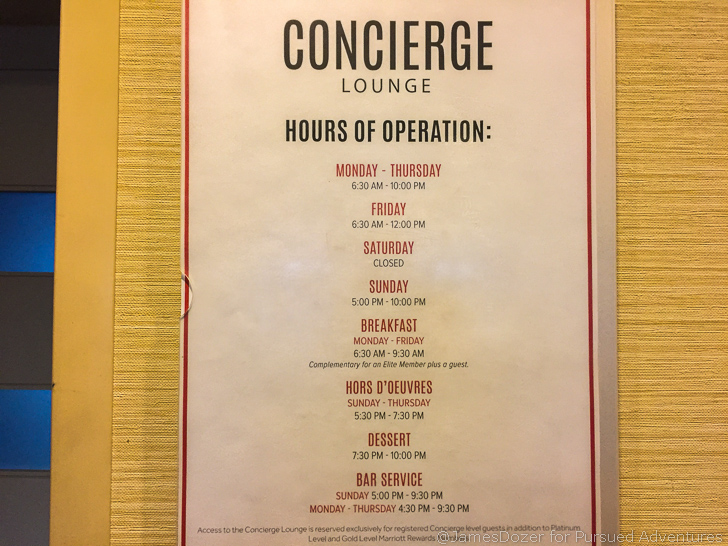 CONCIERGE
LOUNGE
HOURS OF OPERATION:
MONDAY - THURSDAY
6:30 AM - 10:00 PM
FRIDAY
6:30 AM - 12:00 PM
SATURDAY
CLOSED
SUNDAY
5:00 PM - 10:00 PM
BREAKFAST
MONDAY - FRIDAY
6:30 AM - 9:30 AM
Complementary for an Elite Member plus a guest.
HORS D'OEUVRES
SUNDAY - THURSDAY
5:30 PM - 7:30 PM
DESSERT
7:30 PM - 10:00 PM
BAR SERVICE
SUNDAY 5:00 PM - 9:30 PM
MONDAY - THURSDAY 4:30 PM - 9:30 PM
Access to the Concierge Lounge is reserved exclusively for registered Concierge level guests in addition to Platinum
Level and Gold Level Marriott Rewards
@JamesDozer for Pursued Adventures